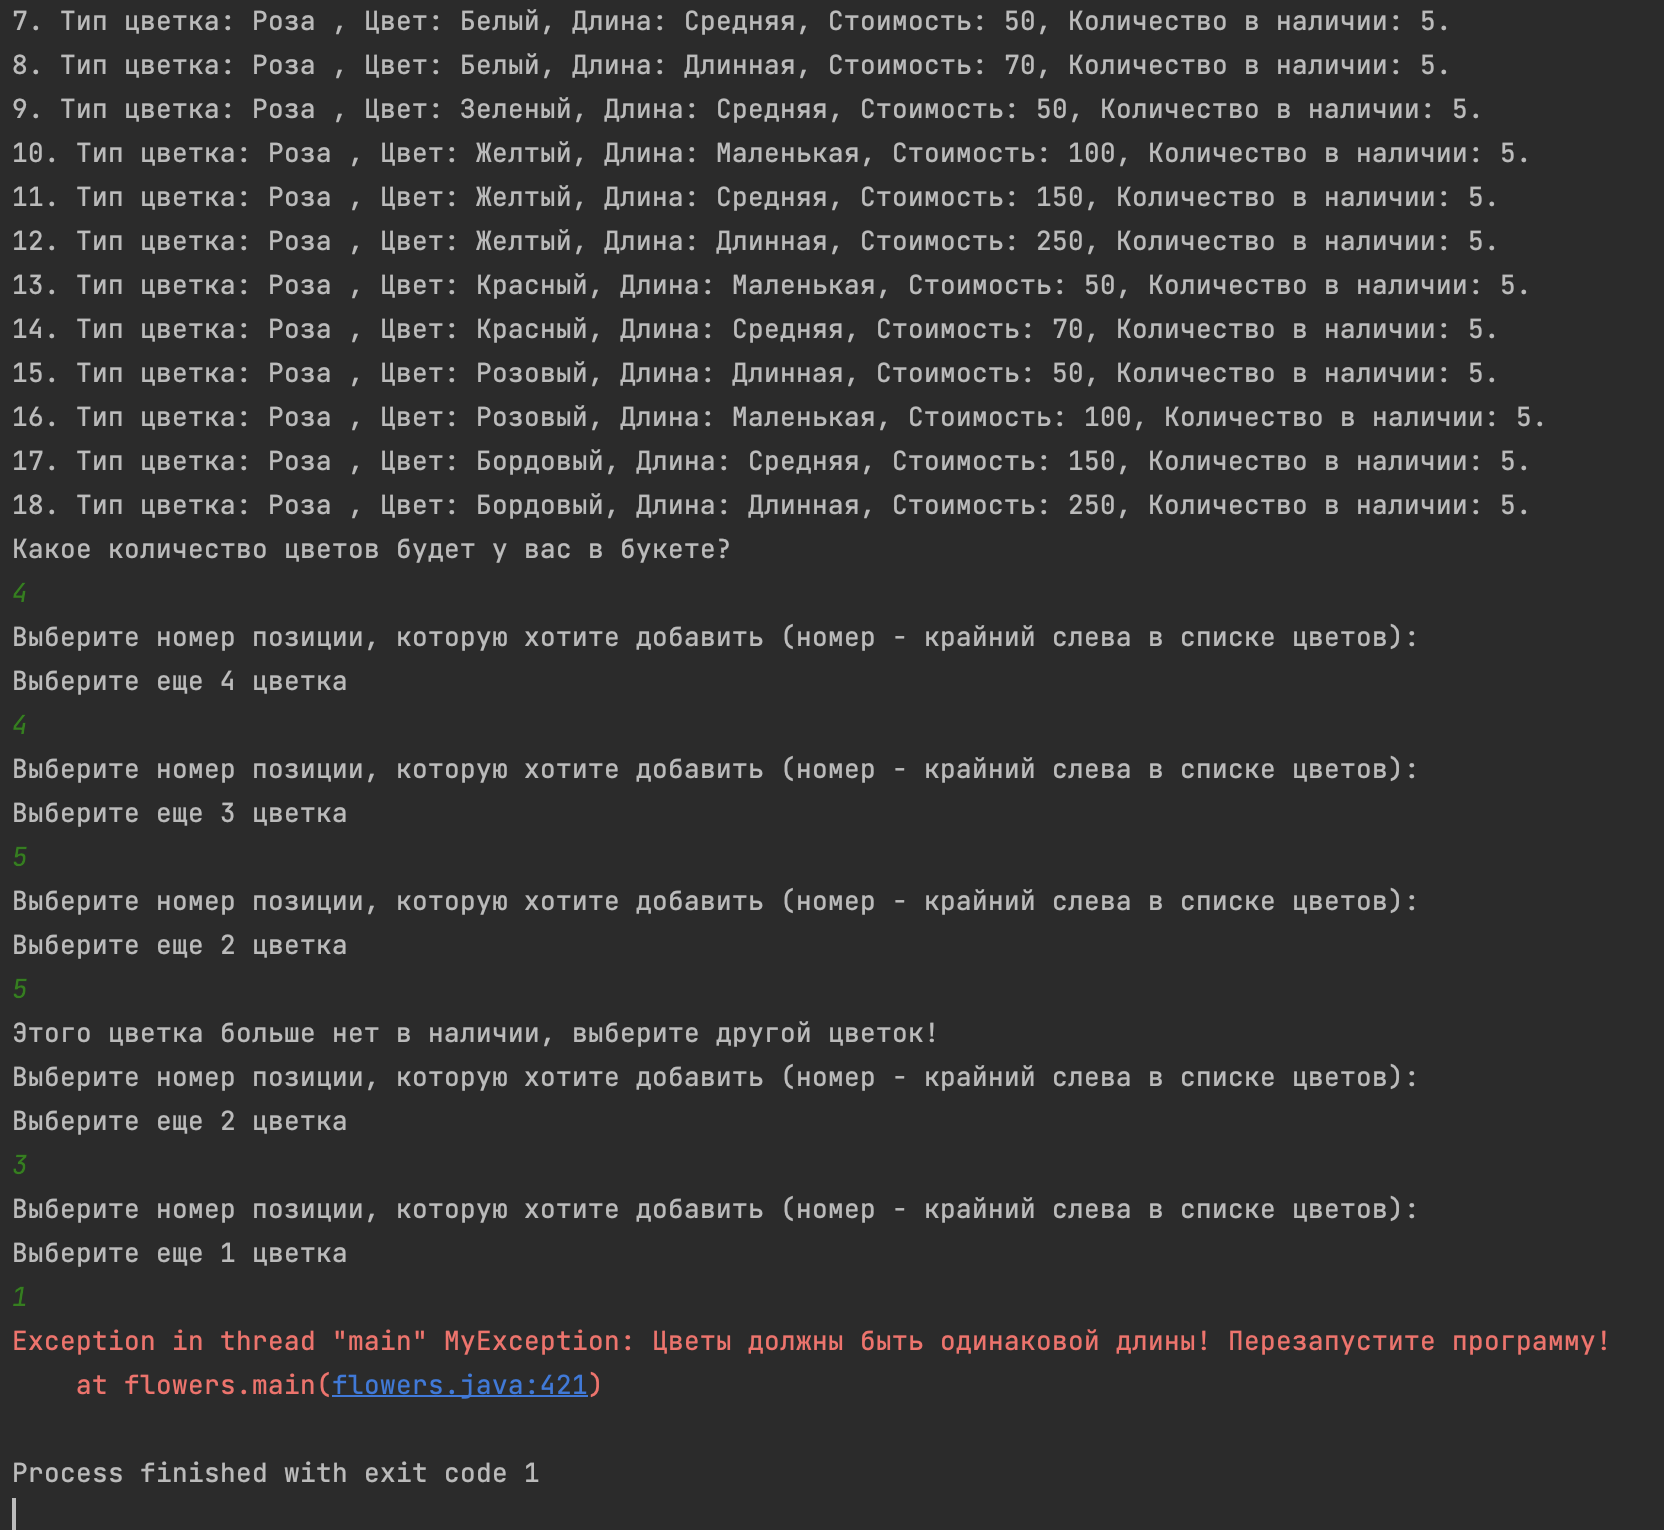 7. Тип цветка: Роза , Цвет: Белый, Длина: Средняя, Стоимость: 50, Количество в наличии: 5.
8. Тип цветка: Роза , Цвет: Белый, Длина: Длинная, Стоимость: 70, Количество в наличии: 5.
9. Тип цветка: Роза , Цвет: Зеленый, Длина: Средняя, Стоимость: 50, Количество в наличии: 5.
10. Тип цветка: Роза , Цвет: Желтый, Длина: Маленькая, Стоимость: 100, Количество в наличии: 5.
11. Тип цветка: Роза , Цвет: Желтый, Длина: Средняя, Стоимость: 150, Количество в наличии: 5.
12. Тип цветка: Роза , Цвет: Желтый, Длина: Длинная, Стоимость: 250, Количество в наличии: 5.
13. Тип цветка: Роза , Цвет: Красный, Длина: Маленькая, Стоимость: 50, Количество в наличии: 5.
14. Тип цветка: Роза , Цвет: Красный, Длина: Средняя, Стоимость: 70, Количество в наличии: 5.
15. Тип цветка: Роза , Цвет: Розовый, Длина: Длинная, Стоимость: 50, Количество в наличии: 5.
16. Тип цветка: Роза , Цвет: Розовый, Длина: Маленькая, Стоимость: 100, Количество в наличии: 5.
17. Тип цветка: Роза , Цвет: Бордовый, Длина: Средняя, Стоимость: 150, Количество в наличии: 5.
18. Тип цветка: Роза , Цвет: Бордовый, Длина: Длинная, Стоимость: 250, Количество в наличии: 5.
Какое количество цветов будет у вас в букете?
4
Выберите номер позиции, которую хотите добавить (номер - крайний слева в списке цветов):
Выберите еще 4 цветка
4
Выберите номер позиции, которую хотите добавить (номер - крайний слева в списке цветов):
Выберите еще 3 цветка
5
Выберите номер позиции, которую хотите добавить (номер - крайний слева в списке цветов):
Выберите еще 2 цветка
5
Этого цветка больше нет в наличии, выберите другой цветок!
Выберите номер позиции, которую хотите добавить (номер - крайний слева в списке цветов):
Выберите еще 2 цветка
3
Выберите номер позиции, которую хотите добавить (номер - крайний слева в списке цветов):
Выберите еще 1 цветка
1
Exception in thread "main" MyException: Цветы должны быть одинаковой длины! Перезапустите программу!
at flowers.main(flowers.java:421)
Process finished with exit code 1